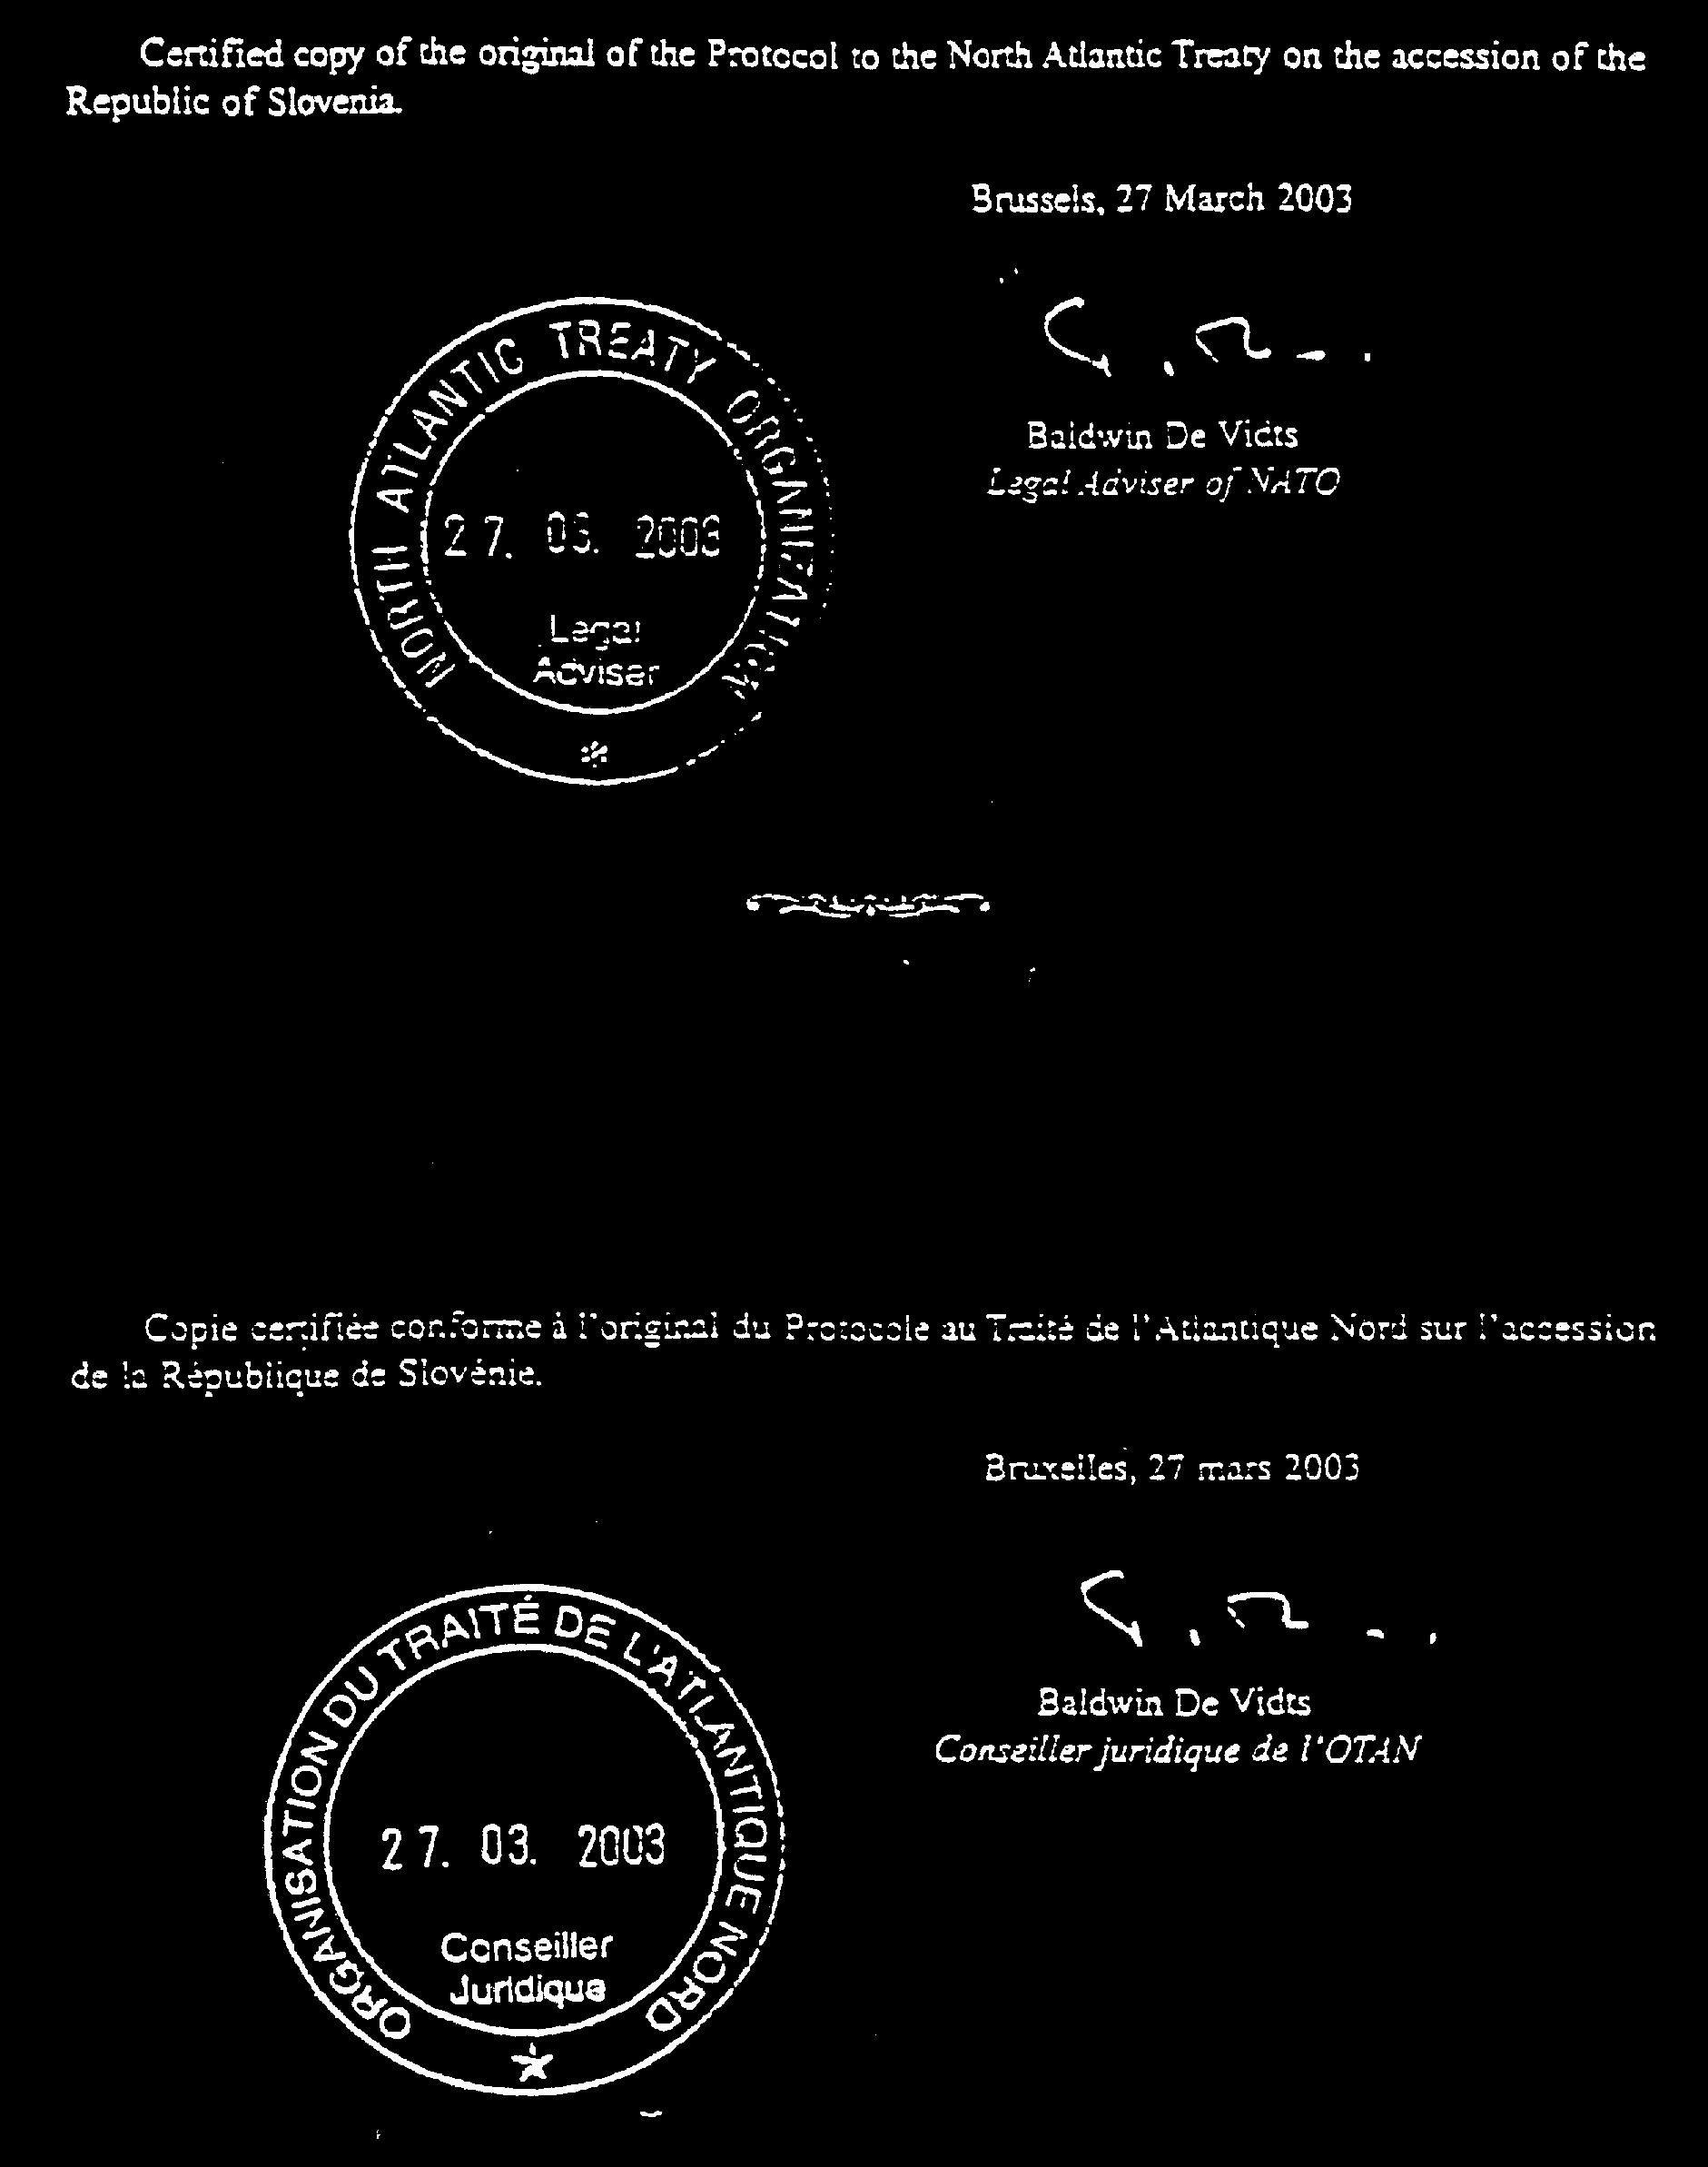 Certified copy of the original of the Protocol to the North Atlantic Treaty on the accession of the
Republic of Slovenia.
Brussels, 27 March 2003
NORTH ATLANTIC TREATY ORGANIZATION
27. 03. 2003
Legal
Adviser
*
Baldwin De Vidts
Legal Adviser of NATO
Copie certifiée conforme à l'original du Protocole au Traité de l'Atlantique Nord sur l'accession
de la République de Slovénie.
Bruxelles, 27 mars 2003
ORGANISATION DU TRAITÉ DE L'ATLANTIQUE NORD
27. 03. 2003
Conseiller
Juridique
Baldwin De Vidts
Conseiller juridique de l'OTAN